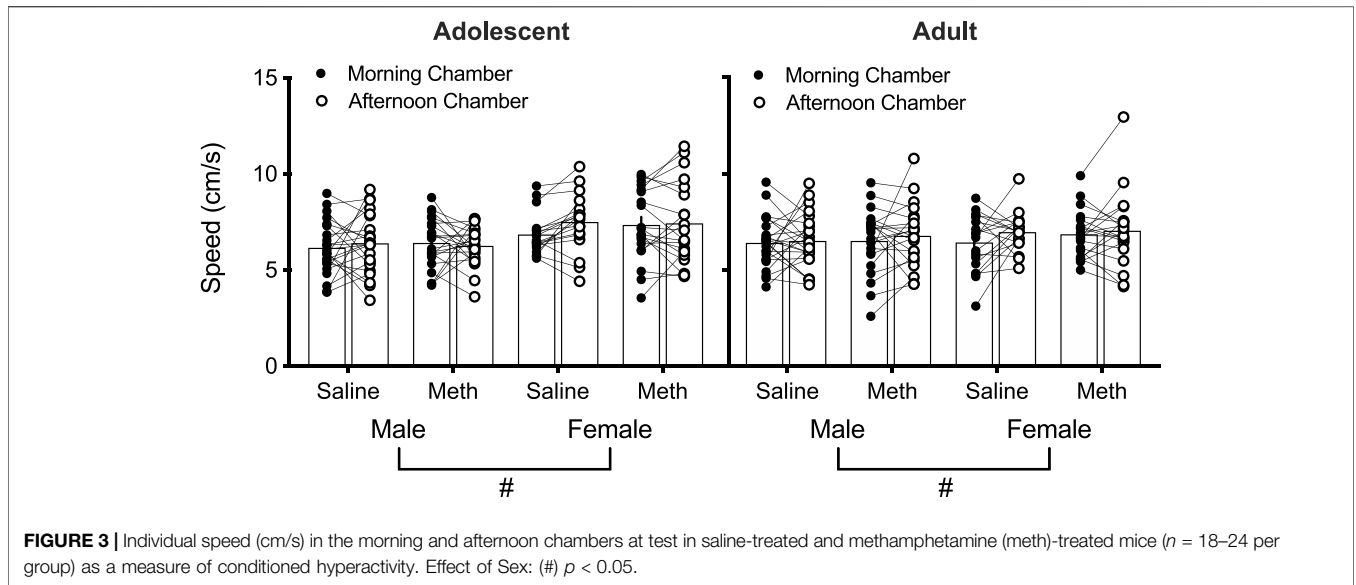 Adolescent
Adult
15
10
5
0
Speed (cm/s)
Morning Chamber
Afternoon Chamber
Morning Chamber
Afternoon Chamber
Saline Meth Saline Meth Saline Meth Saline Meth
Male Female Male Female
# #
FIGURE 3 | Individual speed (cm/s) in the morning and afternoon chambers at test in saline-treated and methamphetamine (meth)-treated mice (n = 18–24 per
group) as a measure of conditioned hyperactivity. Effect of Sex: (#) p < 0.05.